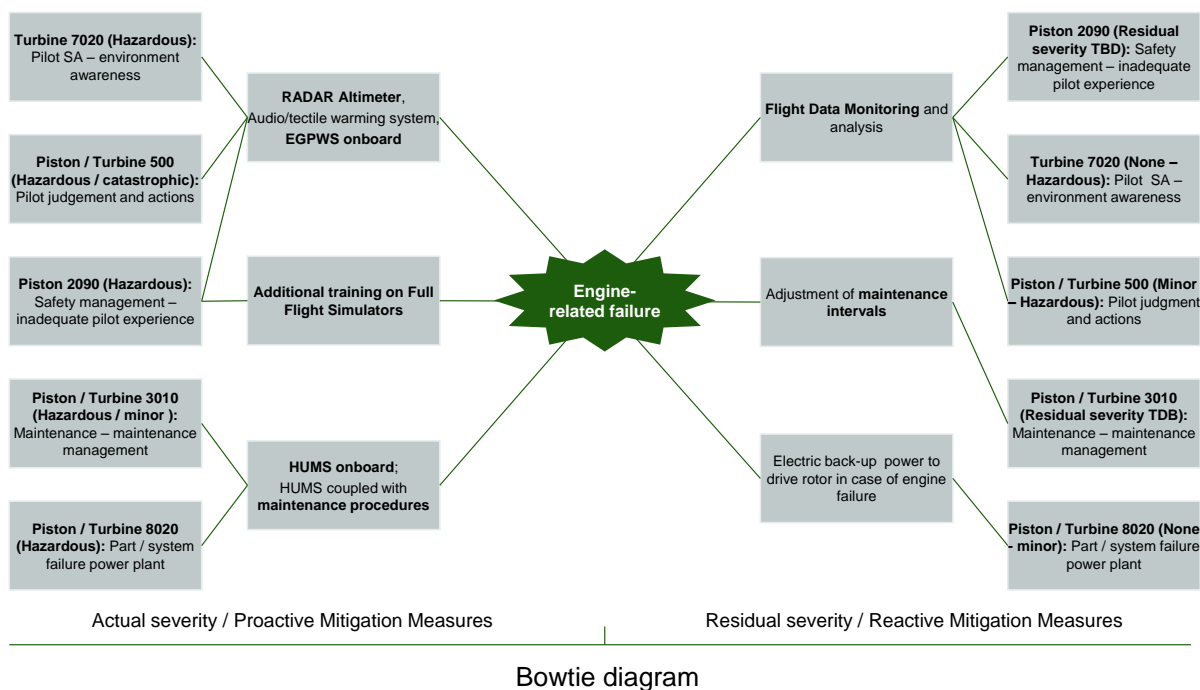 Turbine 7020 (Hazardous):
Pilot SA – environment
awareness
Piston / Turbine 500
(Hazardous / catastrophic):
Pilot judgement and actions
Piston 2090 (Hazardous):
Safety management –
inadequate pilot experience
Piston / Turbine 3010
(Hazardous / minor ):
Maintenance – maintenance
management
Piston / Turbine 8020
(Hazardous): Part / system
failure power plant
RADAR Altimeter,
Audio/tectile warming system,
EGPWS onboard
Additional training on Full
Flight Simulators
HUMS onboard;
HUMS coupled with
maintenance procedures
Engine-
related failure
Flight Data Monitoring and
analysis
Adjustment of maintenance
intervals
Electric back-up power to
drive rotor in case of engine
failure
Piston 2090 (Residual
severity TBD): Safety
management – inadequate
pilot experience
Turbine 7020 (None –
Hazardous): Pilot SA –
environment awareness
Piston / Turbine 500 (Minor
– Hazardous): Pilot judgment
and actions
Piston / Turbine 3010
(Residual severity TDB):
Maintenance – maintenance
management
Piston / Turbine 8020 (None
- minor): Part / system failure
power plant
Actual severity / Proactive Mitigation Measures
Residual severity / Reactive Mitigation Measures
Bowtie diagram